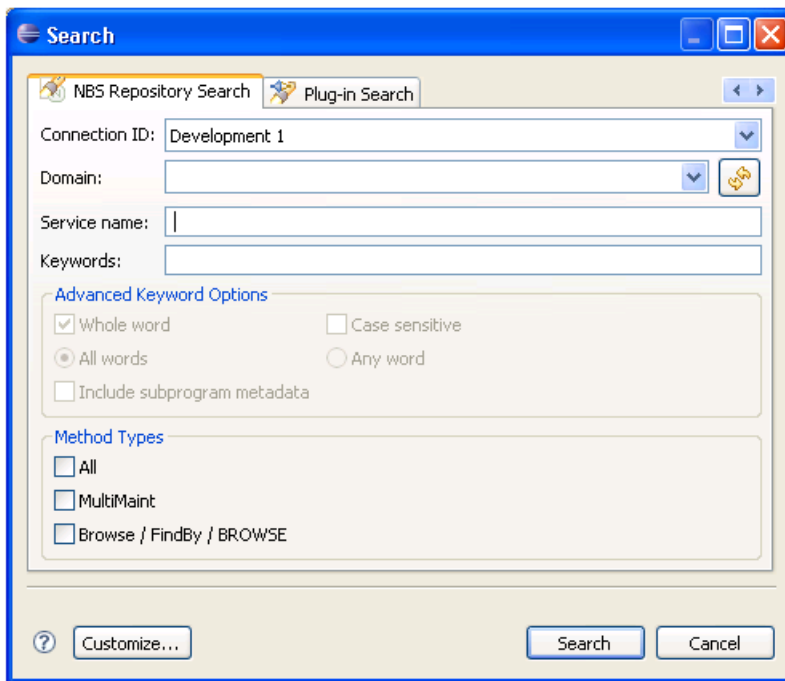 Search
NBS Repository Search
Plug-in Search
Connection ID: Development 1
Domain:
Service name:
Keywords:
Advanced Keyword Options
Whole word
Case sensitive
All words
Any word
Include subprogram metadata
Method Types
All
MultiMaint
Browse / FindBy / BROWSE
?
Customize...
Search
Cancel